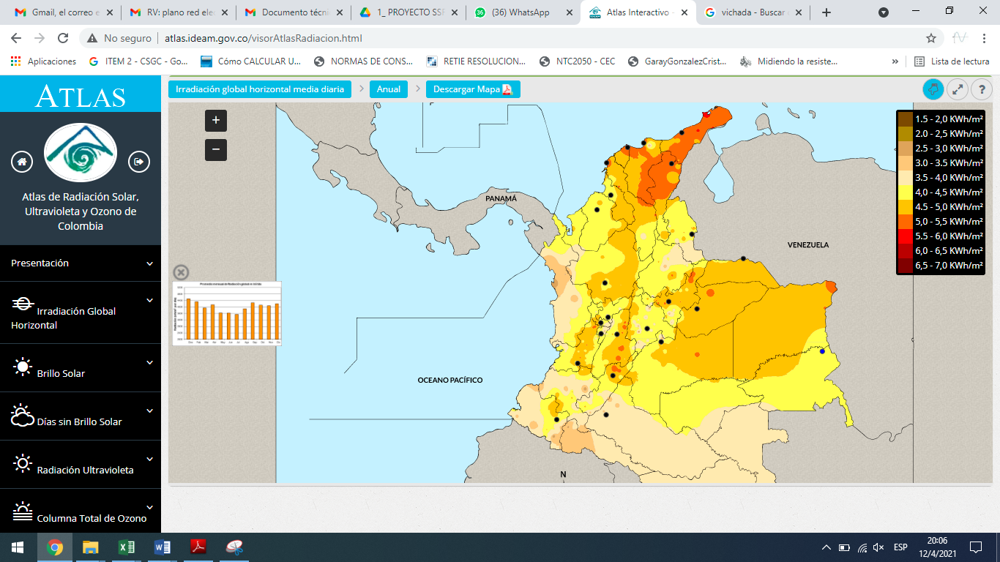 Gmail, el correo e
RV: plano red ele
Documento técni
1_ PROYECTO SSF
36
(36) WhatsApp
Atlas Interactivo -
vichada - Buscar
No seguro
atlas.ideam.gov.co/visorAtlasRadiacion.html
Aplicaciones
ITEM 2 - CSGC - Go...
Cómo CALCULAR U...
NORMAS DE CONS...
RETIE RESOLUCION...
NTC2050 - CEC
GarayGonzalezCrist...
Midiendo la resiste...
»
Lista de lectura
ATLAS
Atlas de Radiación Solar,
Ultravioleta y Ozono de
Colombia
Presentación
Irradiación Global
Horizontal
Brillo Solar
Días sin Brillo Solar
Radiación Ultravioleta
Columna Total de Ozono
Irradiación global horizontal media diaria
Anual
Descargar Mapa
?
+
−
PANAMÁ
VENEZUELA
OCEANO PACÍFICO
N
1.5 - 2,0 KWh/m²
2.0 - 2,5 KWh/m²
2.5 - 3,0 KWh/m²
3.0 - 3.5 KWh/m²
3.5 - 4,0 KWh/m²
4,0 - 4,5 KWh/m²
4.5 - 5,0 KWh/m²
5,0 - 5,5 KWh/m²
5.5 - 6,0 KWh/m²
6,0 - 6,5 KWh/m²
6,5 - 7,0 KWh/m²
ESP
20:06
12/4/2021